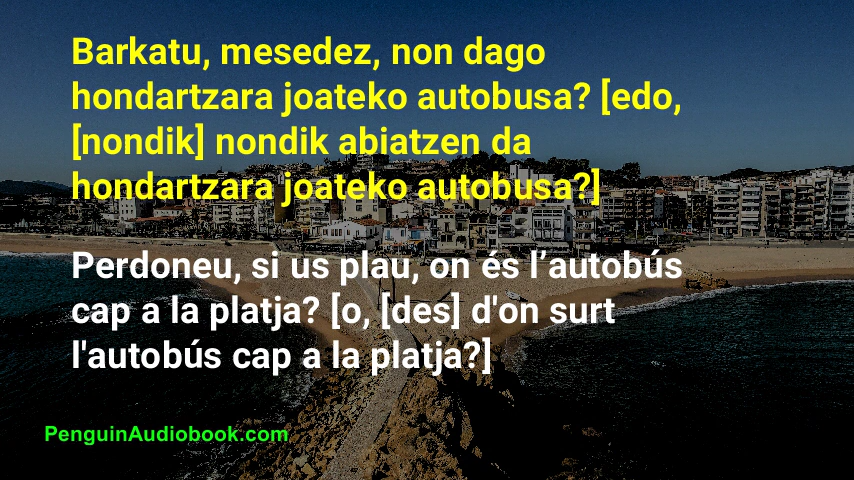 Barkatu, mesedez, non dago
hondartzara joateko autobusa? [edo,
[nondik] nondik abiatzen da
hondartzara joateko autobusa?]
Perdoneu, si us plau, on és l’autobús
cap a la platja? [o, [des] d'on surt
l'autobús cap a la platja?]
PenguinAudiobook.com